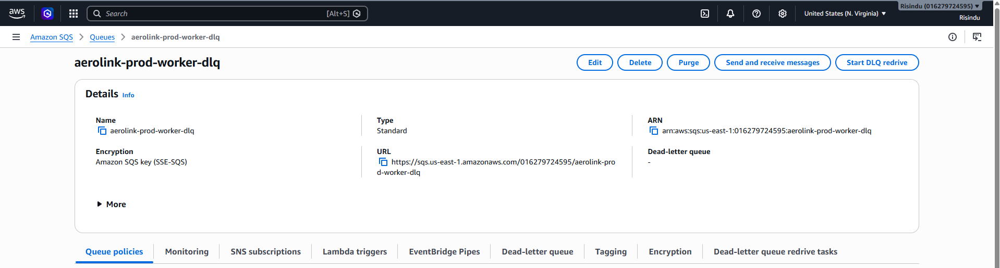 aws
Search
[Alt+S]
United States (N. Virginia)
Risindu (016279724595)
Risindu
Amazon SQS
Queues
aerolink-prod-worker-dlq
aerolink-prod-worker-dlq
Edit
Delete
Purge
Send and receive messages
Start DLQ redrive
Details Info
Name
aerolink-prod-worker-dlq
Type
Standard
ARN
arn:aws:sqs:us-east-1:016279724595:aerolink-prod-worker-dlq
Encryption
Amazon SQS key (SSE-SQS)
URL
https://sqs.us-east-1.amazonaws.com/016279724595/aerolink-pro
d-worker-dlq
Dead-letter queue
-
More
Queue policies
Monitoring
SNS subscriptions
Lambda triggers
EventBridge Pipes
Dead-letter queue
Tagging
Encryption
Dead-letter queue redrive tasks